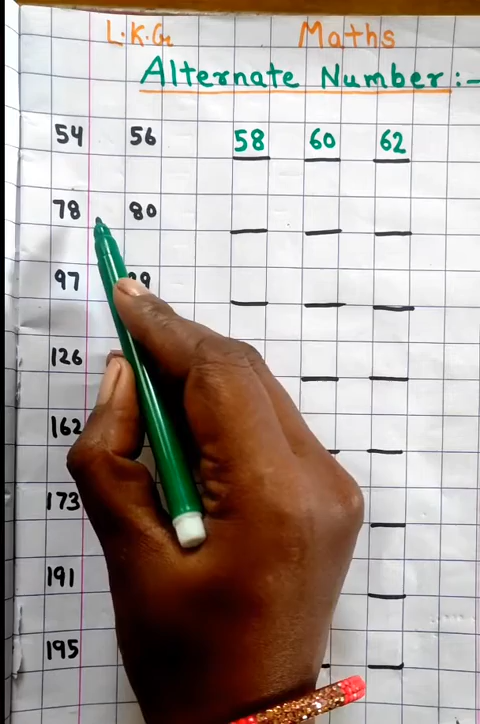 L.K.G Maths
Alternate Number:-
54 56 58 60 62
78 80
97
126
162
173
191
195